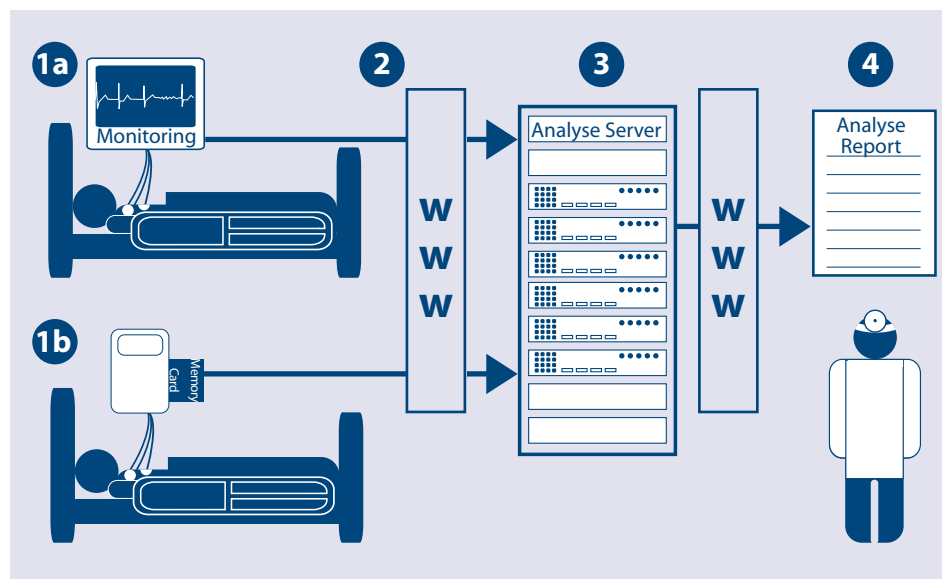 1a
2
3
4
Monitoring
Analyse Server
Analyse
Report
W
W
W
W
W
W
1b
Memory
Card